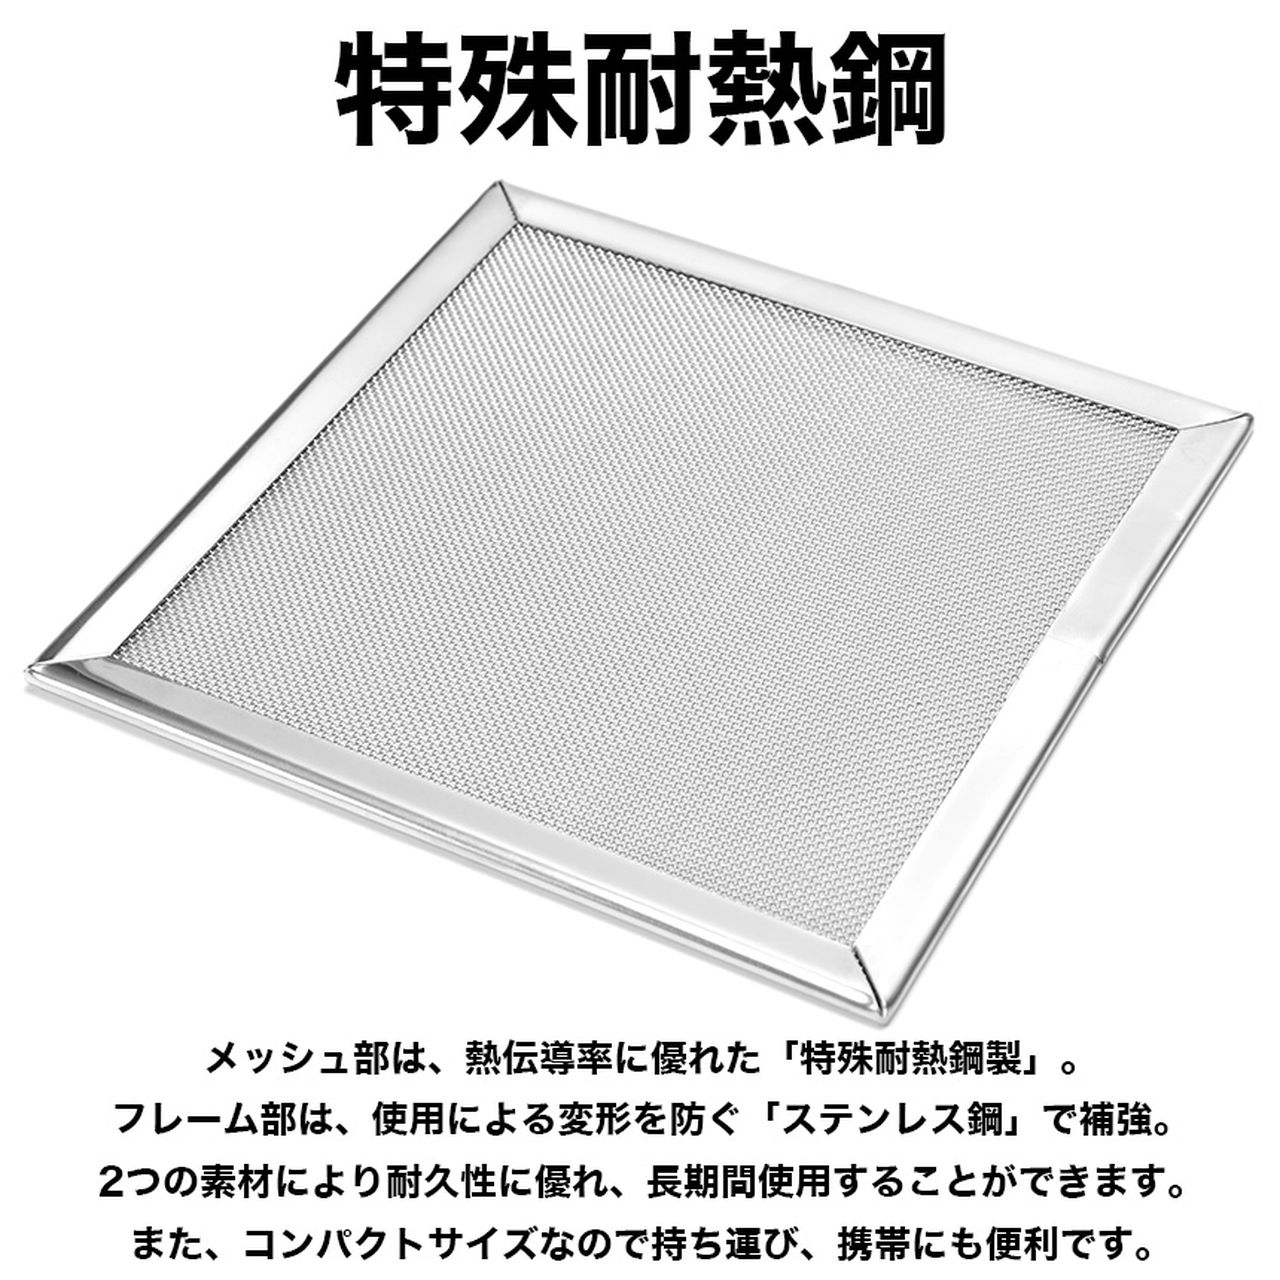 特殊耐熱鋼
メッシュ部は、熱伝導率に優れた「特殊耐熱鋼製」。
フレーム部は、使用による変形を防ぐ「ステンレス鋼」で補強。
2つの素材により耐久性に優れ、長期間使用することができます。
また、コンパクトサイズなので持ち運び、携帯にも便利です。